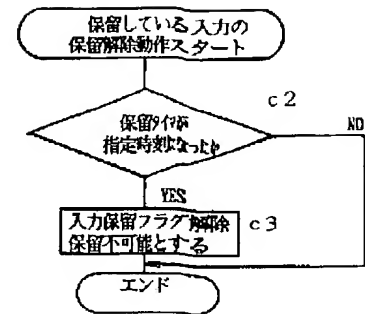 保留している入力の
保留解除動作スタート
c2
保留タイマが
指定時刻になったか
NO
YES
入力保留フラグ解除
保留不可能とする
c3
エンド